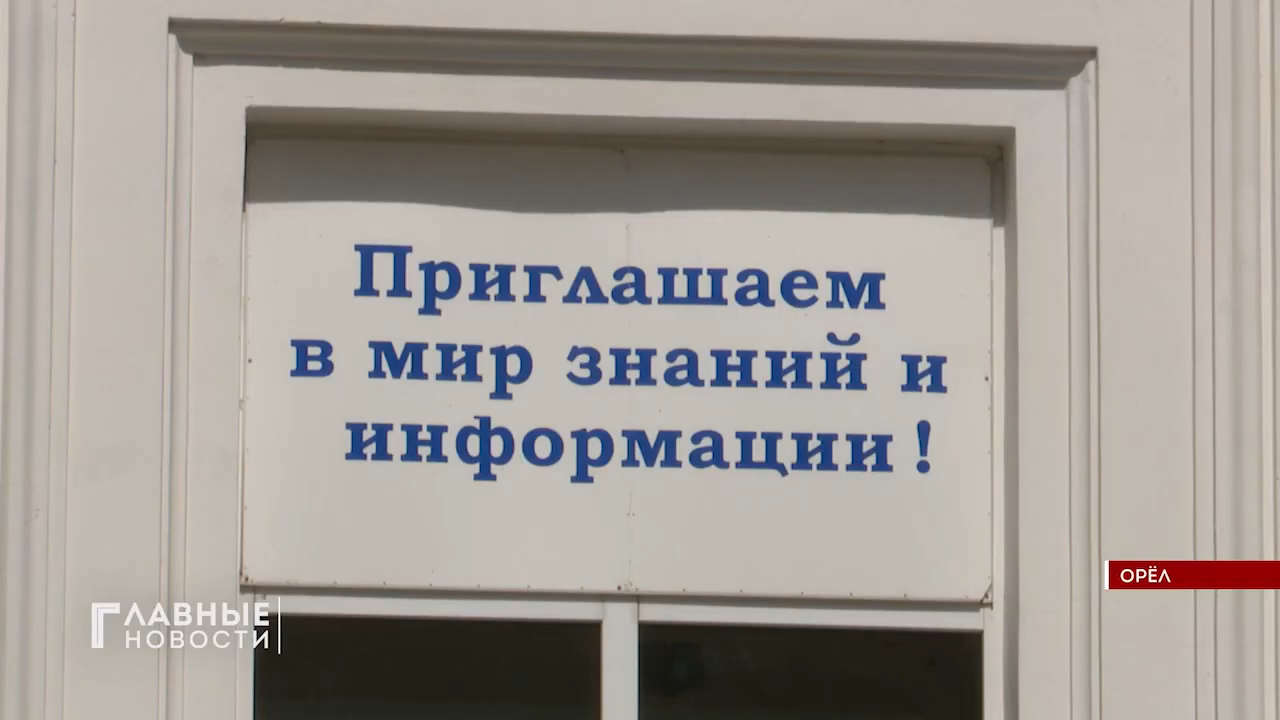 Приглашаем
в мир знаний и
информации!
ОРЁЛ
ГЛАВНЫЕ
НОВОСТИ